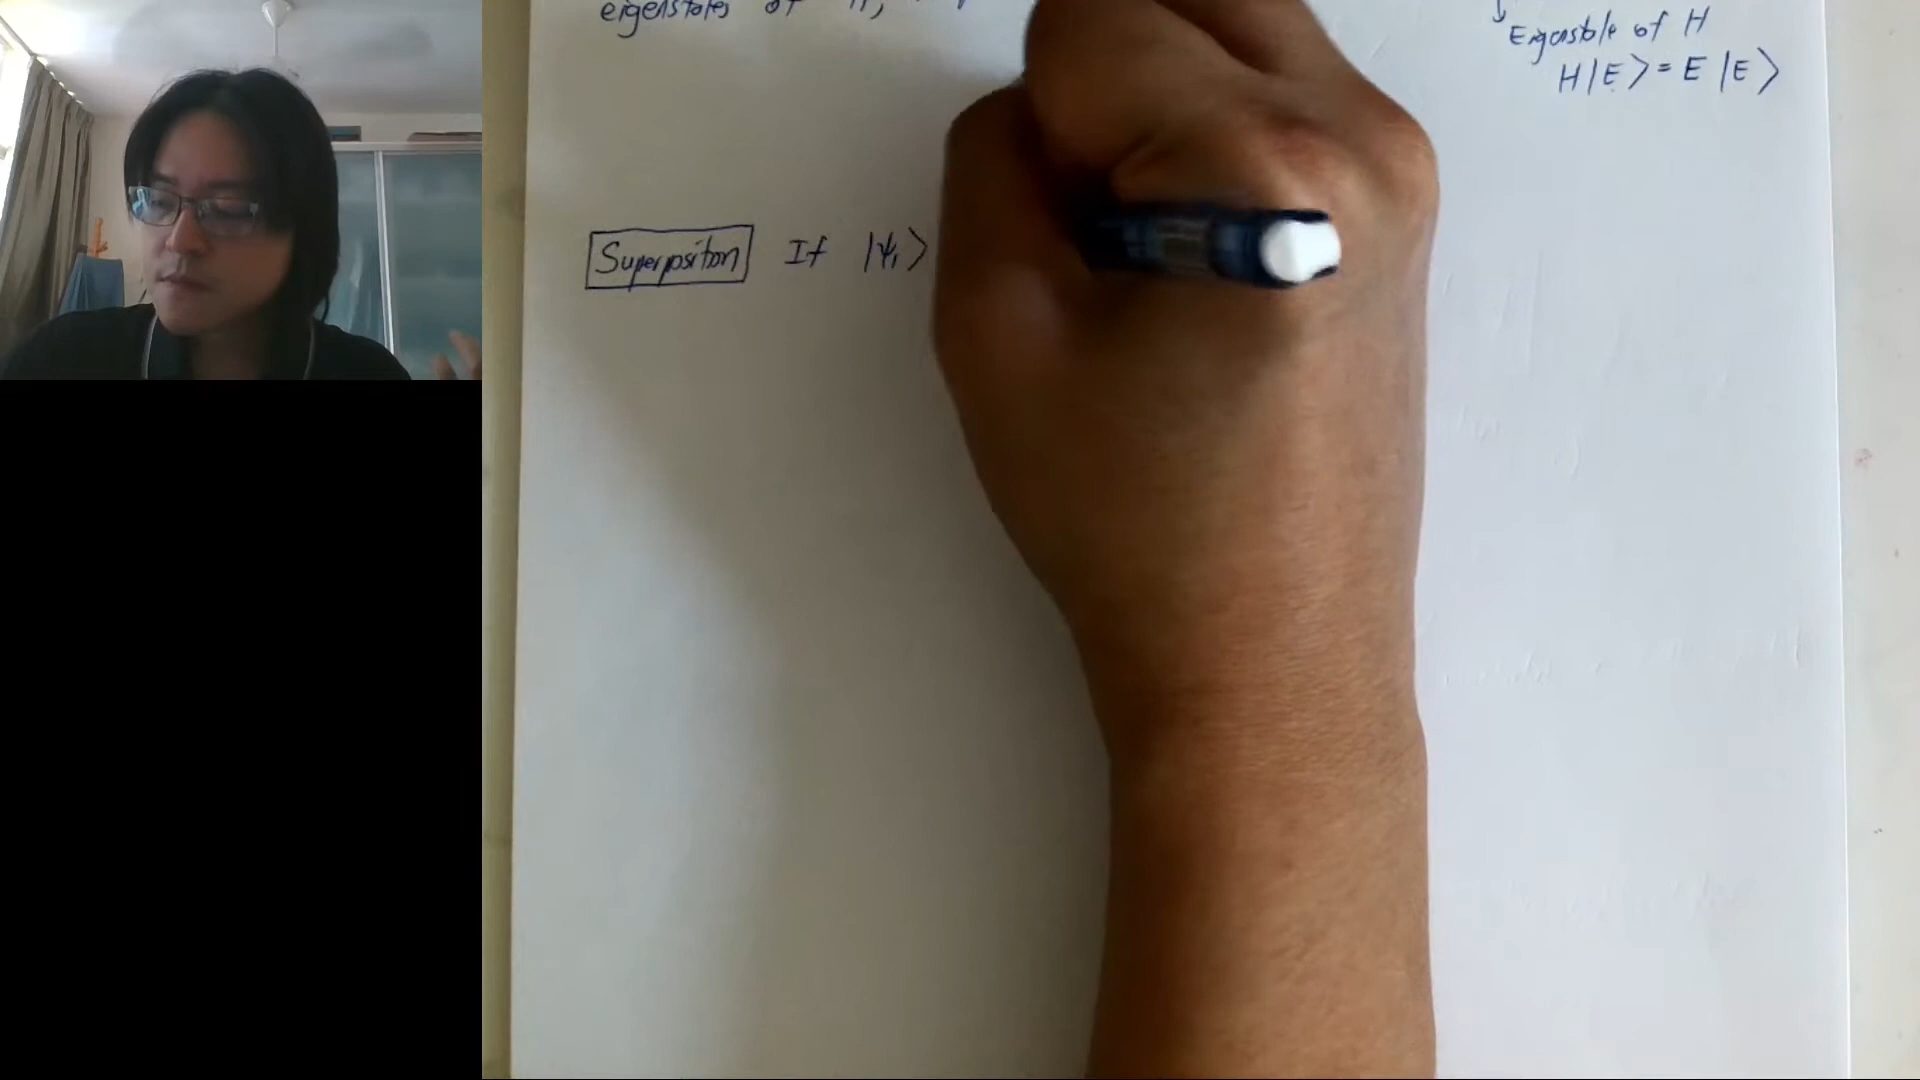 eigenstates of H,
Eigenstate of H
H|E> = E|E>
Superposition If |ψ₁>